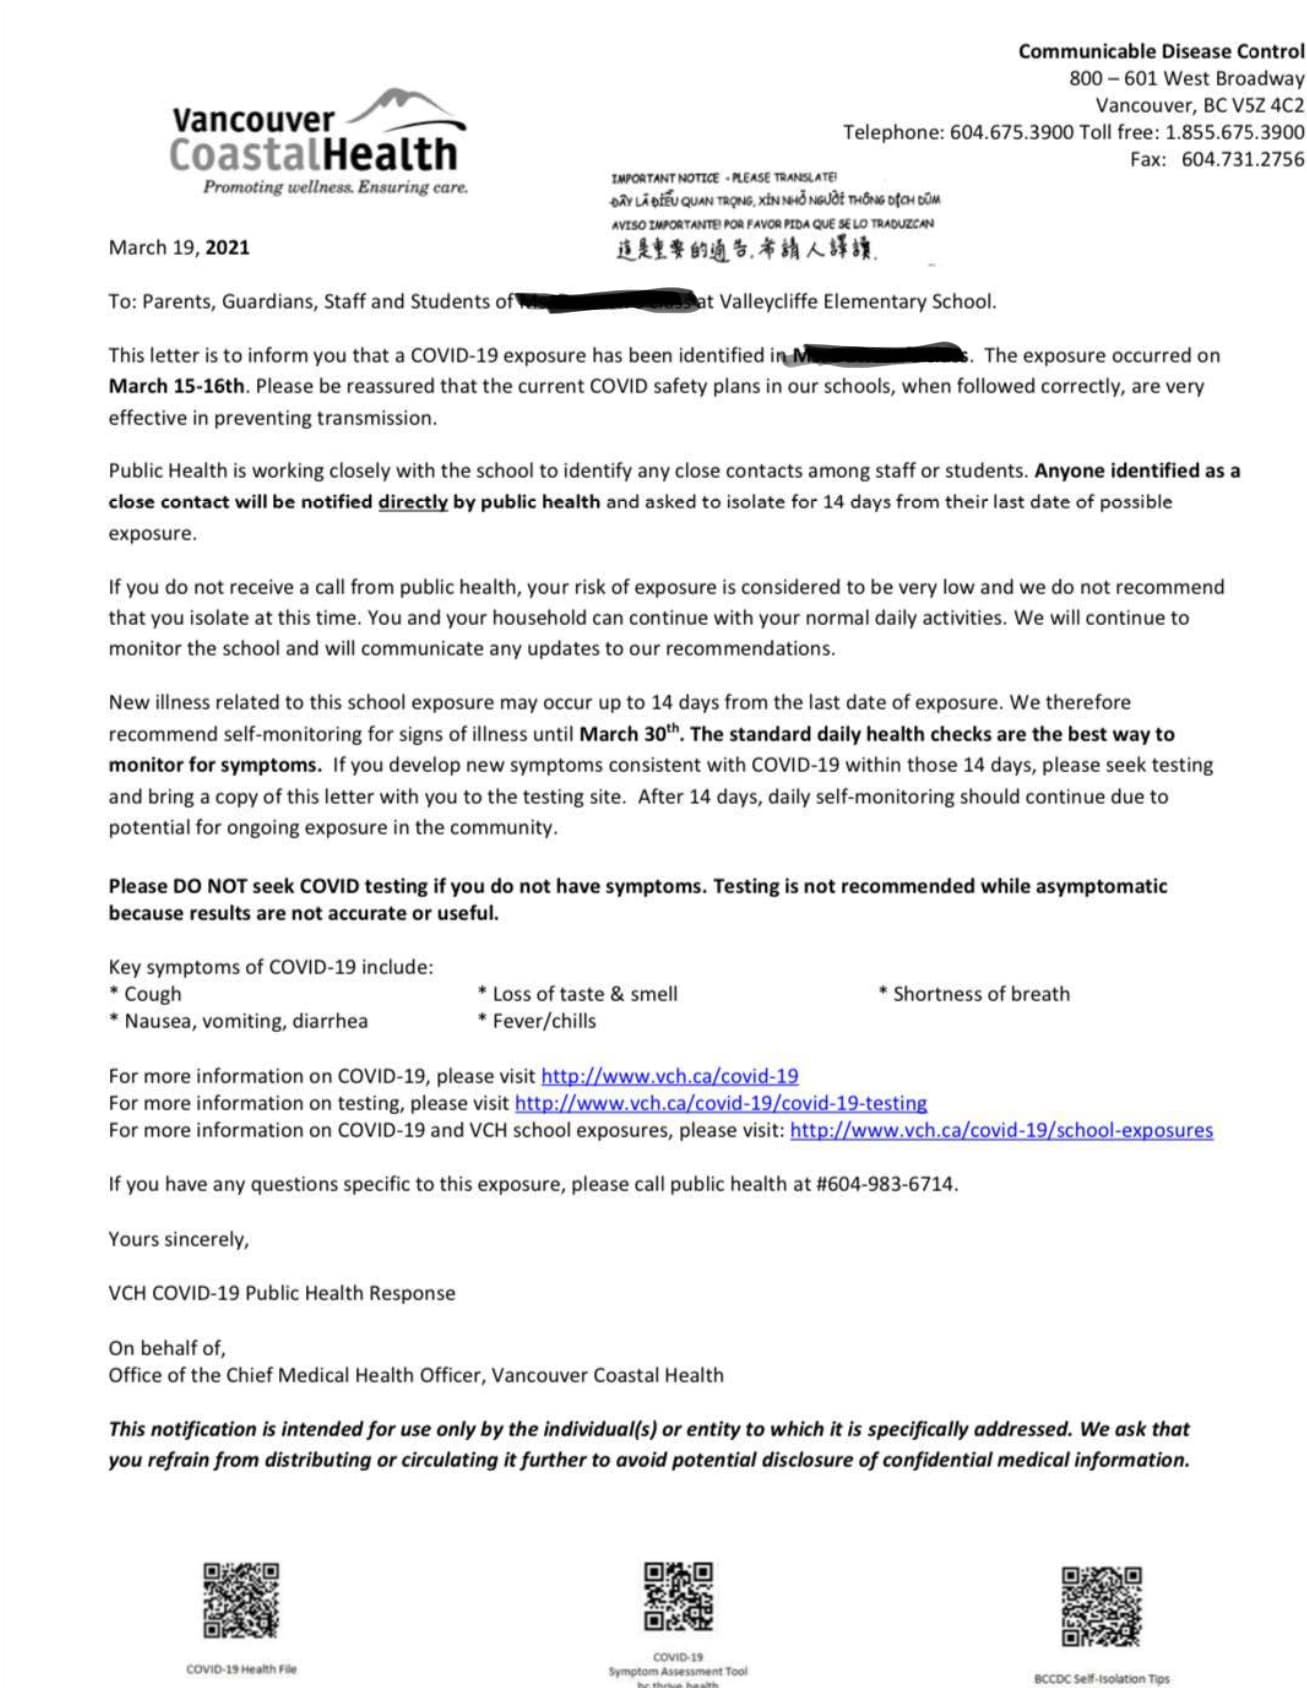 Communicable Disease Control
800 – 601 West Broadway
Vancouver, BC V5Z 4C2
Telephone: 604.675.3900 Toll free: 1.855.675.3900
Fax: 604.731.2756
Vancouver
CoastalHealth
Promoting wellness. Ensuring care.
IMPORTANT NOTICE - PLEASE TRANSLATE!
ĐÂY LÀ ĐIỀU QUAN TRỌNG, XIN NHỜ NGƯỜI THÔNG DỊCH DÙM
AVISO IMPORTANTE! POR FAVOR PIDA QUE SE LO TRADUZCAN
這是重要的通告,希請人譯讀.
March 19, 2021
To: Parents, Guardians, Staff and Students of at Valleycliffe Elementary School.
This letter is to inform you that a COVID-19 exposure has been identified in. The exposure occurred on
March 15-16th. Please be reassured that the current COVID safety plans in our schools, when followed correctly, are very
effective in preventing transmission.
Public Health is working closely with the school to identify any close contacts among staff or students. Anyone identified as a
close contact will be notified directly by public health and asked to isolate for 14 days from their last date of possible
exposure.
If you do not receive a call from public health, your risk of exposure is considered to be very low and we do not recommend
that you isolate at this time. You and your household can continue with your normal daily activities. We will continue to
monitor the school and will communicate any updates to our recommendations.
New illness related to this school exposure may occur up to 14 days from the last date of exposure. We therefore
recommend self-monitoring for signs of illness until March 30th. The standard daily health checks are the best way to
monitor for symptoms. If you develop new symptoms consistent with COVID-19 within those 14 days, please seek testing
and bring a copy of this letter with you to the testing site. After 14 days, daily self-monitoring should continue due to
potential for ongoing exposure in the community.
Please DO NOT seek COVID testing if you do not have symptoms. Testing is not recommended while asymptomatic
because results are not accurate or useful.
Key symptoms of COVID-19 include:
* Cough * Loss of taste & smell * Shortness of breath
* Nausea, vomiting, diarrhea * Fever/chills
For more information on COVID-19, please visit http://www.vch.ca/covid-19
For more information on testing, please visit http://www.vch.ca/covid-19/covid-19-testing
For more information on COVID-19 and VCH school exposures, please visit: http://www.vch.ca/covid-19/school-exposures
If you have any questions specific to this exposure, please call public health at #604-983-6714.
Yours sincerely,
VCH COVID-19 Public Health Response
On behalf of,
Office of the Chief Medical Health Officer, Vancouver Coastal Health
This notification is intended for use only by the individual(s) or entity to which it is specifically addressed. We ask that
you refrain from distributing or circulating it further to avoid potential disclosure of confidential medical information.
COVID-19 Health File
COVID-19
Symptom Assessment Tool
bc.thrive.health
BCCDC Self-Isolation Tips